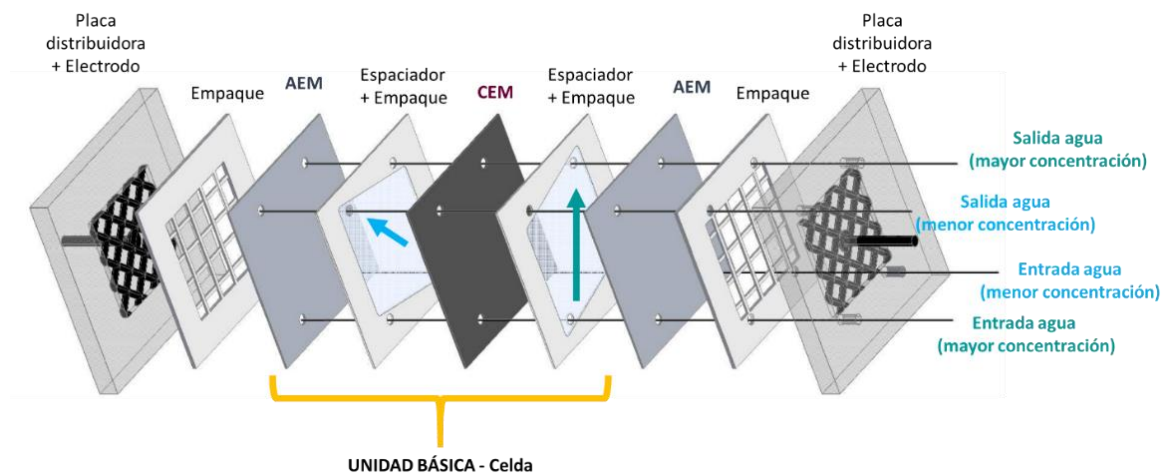 Placa
distribuidora
+ Electrodo
Empaque
AEM
Espaciador
+ Empaque
CEM
Espaciador
+ Empaque
AEM
Empaque
Placa
distribuidora
+ Electrodo
Salida agua
(mayor concentración)
Salida agua
(menor concentración)
Entrada agua
(menor concentración)
Entrada agua
(mayor concentración)
UNIDAD BÁSICA - Celda